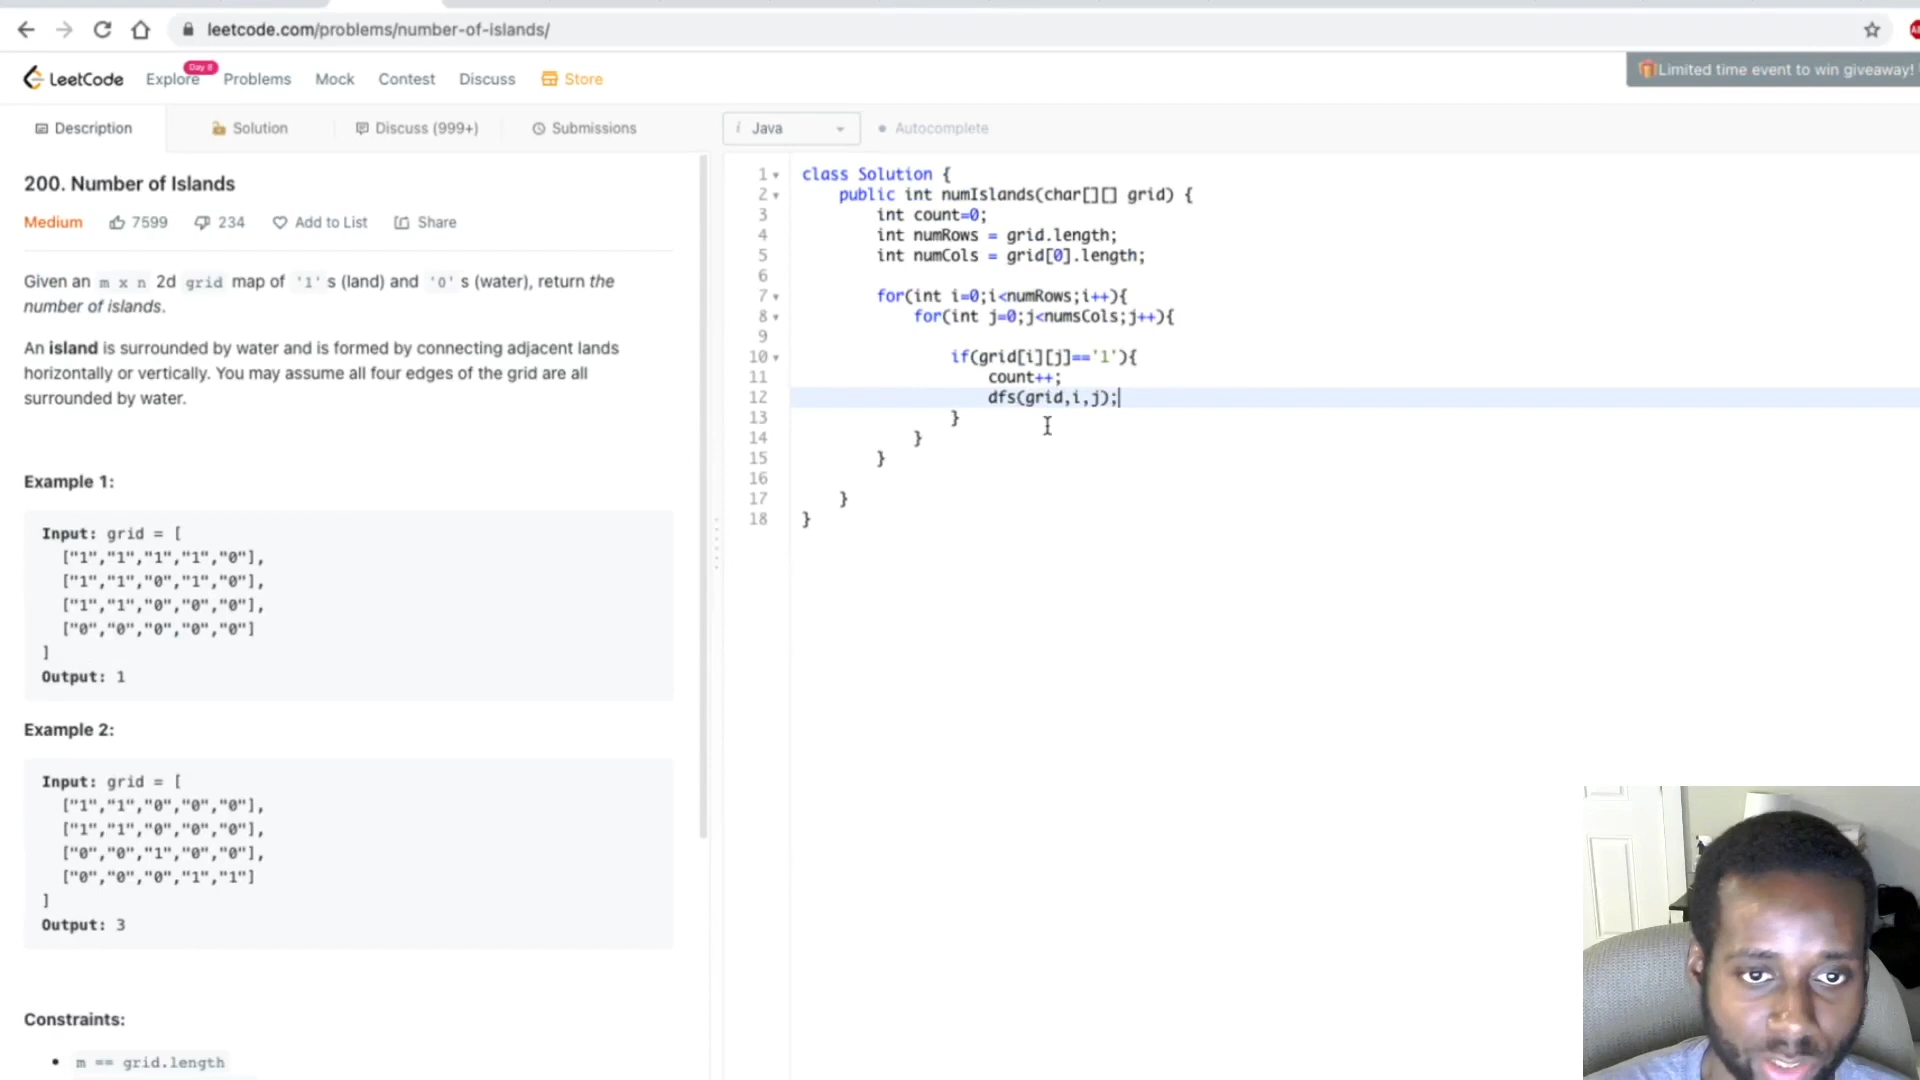 leetcode.com/problems/number-of-islands/
LeetCode Explore Day 8 Problems Mock Contest Discuss Store
Limited time event to win giveaway!
Description Solution Discuss (999+) Submissions
i Java Autocomplete
200. Number of Islands
Medium 7599 234 Add to List Share
Given an m x n 2d grid map of '1' s (land) and '0' s (water), return the
number of islands.
An island is surrounded by water and is formed by connecting adjacent lands
horizontally or vertically. You may assume all four edges of the grid are all
surrounded by water.
Example 1:
Input: grid = [
["1","1","1","1","0"],
["1","1","0","1","0"],
["1","1","0","0","0"],
["0","0","0","0","0"]
]
Output: 1
Example 2:
Input: grid = [
["1","1","0","0","0"],
["1","1","0","0","0"],
["0","0","1","0","0"],
["0","0","0","1","1"]
]
Output: 3
Constraints:
• m == grid.length
1 class Solution {
2 public int numIslands(char[][] grid) {
3 int count=0;
4 int numRows = grid.length;
5 int numCols = grid[0].length;
6
7 for(int i=0;i<numRows;i++){
8 for(int j=0;j<numsCols;j++){
9
10 if(grid[i][j]=='1'){
11 count++;
12 dfs(grid,i,j);
13 }
14 }
15 }
16
17 }
18 }